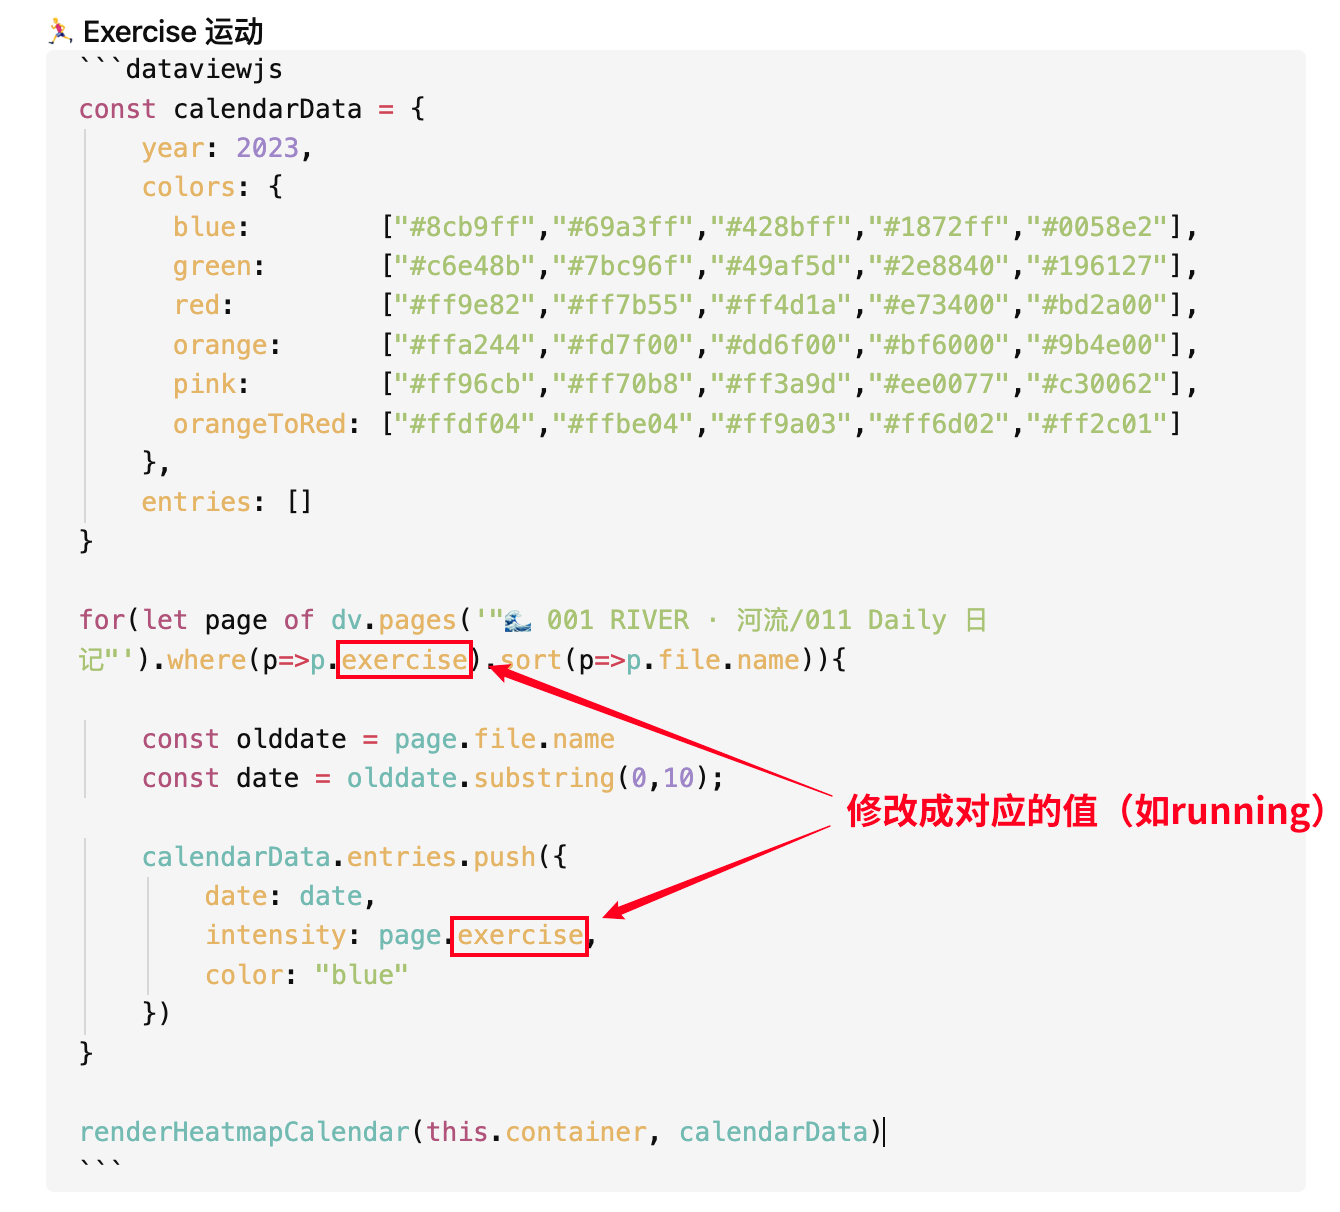 🏃 Exercise 运动
```dataviewjs
const calendarData = {
year: 2023,
colors: {
blue: ["#8cb9ff","#69a3ff","#428bff","#1872ff","#0058e2"],
green: ["#c6e48b","#7bc96f","#49af5d","#2e8840","#196127"],
red: ["#ff9e82","#ff7b55","#ff4d1a","#e73400","#bd2a00"],
orange: ["#ffa244","#fd7f00","#dd6f00","#bf6000","#9b4e00"],
pink: ["#ff96cb","#ff70b8","#ff3a9d","#ee0077","#c30062"],
orangeToRed: ["#ffdf04","#ffbe04","#ff9a03","#ff6d02","#ff2c01"]
},
entries: []
}
for(let page of dv.pages('"🌊 001 RIVER · 河流/011 Daily 日
记"').where(p=>p.exercise).sort(p=>p.file.name)){
const olddate = page.file.name
const date = olddate.substring(0,10);
修改成对应的值（如running）
calendarData.entries.push({
date: date,
intensity: page.exercise,
color: "blue"
})
}
renderHeatmapCalendar(this.container, calendarData)
```